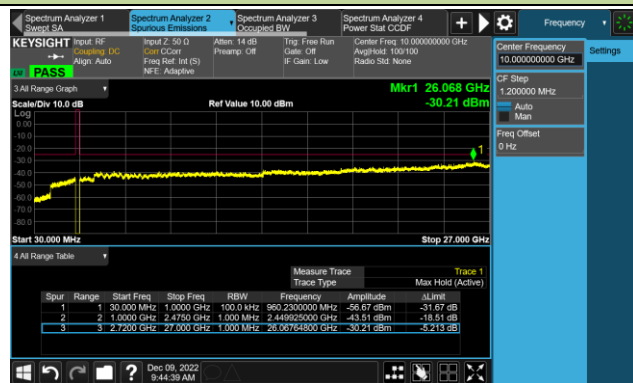 Spectrum Analyzer 1
Swept SA
Spectrum Analyzer 2
Spurious Emissions
Spectrum Analyzer 3
Occupied BW
Spectrum Analyzer 4
Power Stat CCDF
Frequency
KEYSIGHT
Input: RF
Coupling: DC
Align: Auto
Input Z: 50 Ω
Corr CCorr
Freq Ref: Int (S)
NFE: Adaptive
Atten: 14 dB
Preamp: Off
Trig: Free Run
Gate: Off
IF Gain: Low
Center Freq: 10.000000000 GHz
Avg|Hold: 100/100
Radio Std: None
PASS
Center Frequency
10.000000000 GHz
Settings
CF Step
1.200000 MHz
Auto
Man
Freq Offset
0 Hz
3 All Range Graph
Mkr1 26.068 GHz
-30.21 dBm
Scale/Div 10.0 dB
Ref Value 10.00 dBm
Log
0.00
-10.0
-20.0
-30.0
-40.0
-50.0
-60.0
-70.0
-80.0
1
Start 30.000 MHz
Stop 27.000 GHz
4 All Range Table
Measure Trace Trace 1
Trace Type Max Hold (Active)
Spur Range Start Freq Stop Freq RBW Frequency Amplitude ΔLimit
1 1 30.000 MHz 1.0000 GHz 100.0 kHz 960.2300000 MHz -56.67 dBm -31.67 dB
2 2 1.0000 GHz 2.4750 GHz 1.000 MHz 2.449925000 GHz -43.51 dBm -18.51 dB
3 3 2.7200 GHz 27.000 GHz 1.000 MHz 26.06764800 GHz -30.21 dBm -5.213 dB
Dec 09, 2022
9:44:39 AM